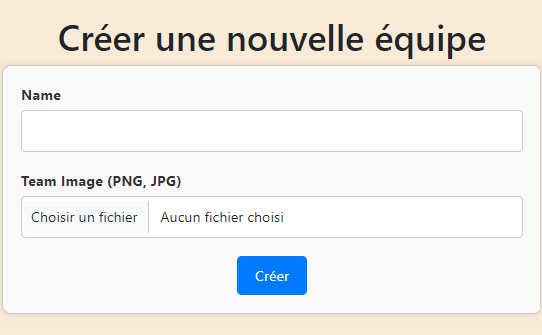 Créer une nouvelle équipe
Name
Team Image (PNG, JPG)
Choisir un fichier Aucun fichier choisi
Créer